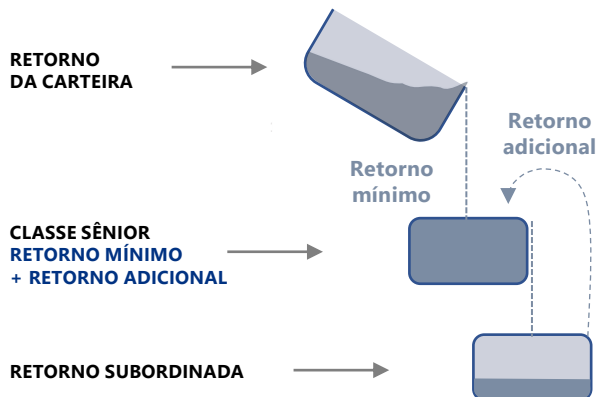 RETORNO
DA CARTEIRA
Retorno
adicional
Retorno
mínimo
CLASSE SÊNIOR
RETORNO MÍNIMO
+ RETORNO ADICIONAL
RETORNO SUBORDINADA